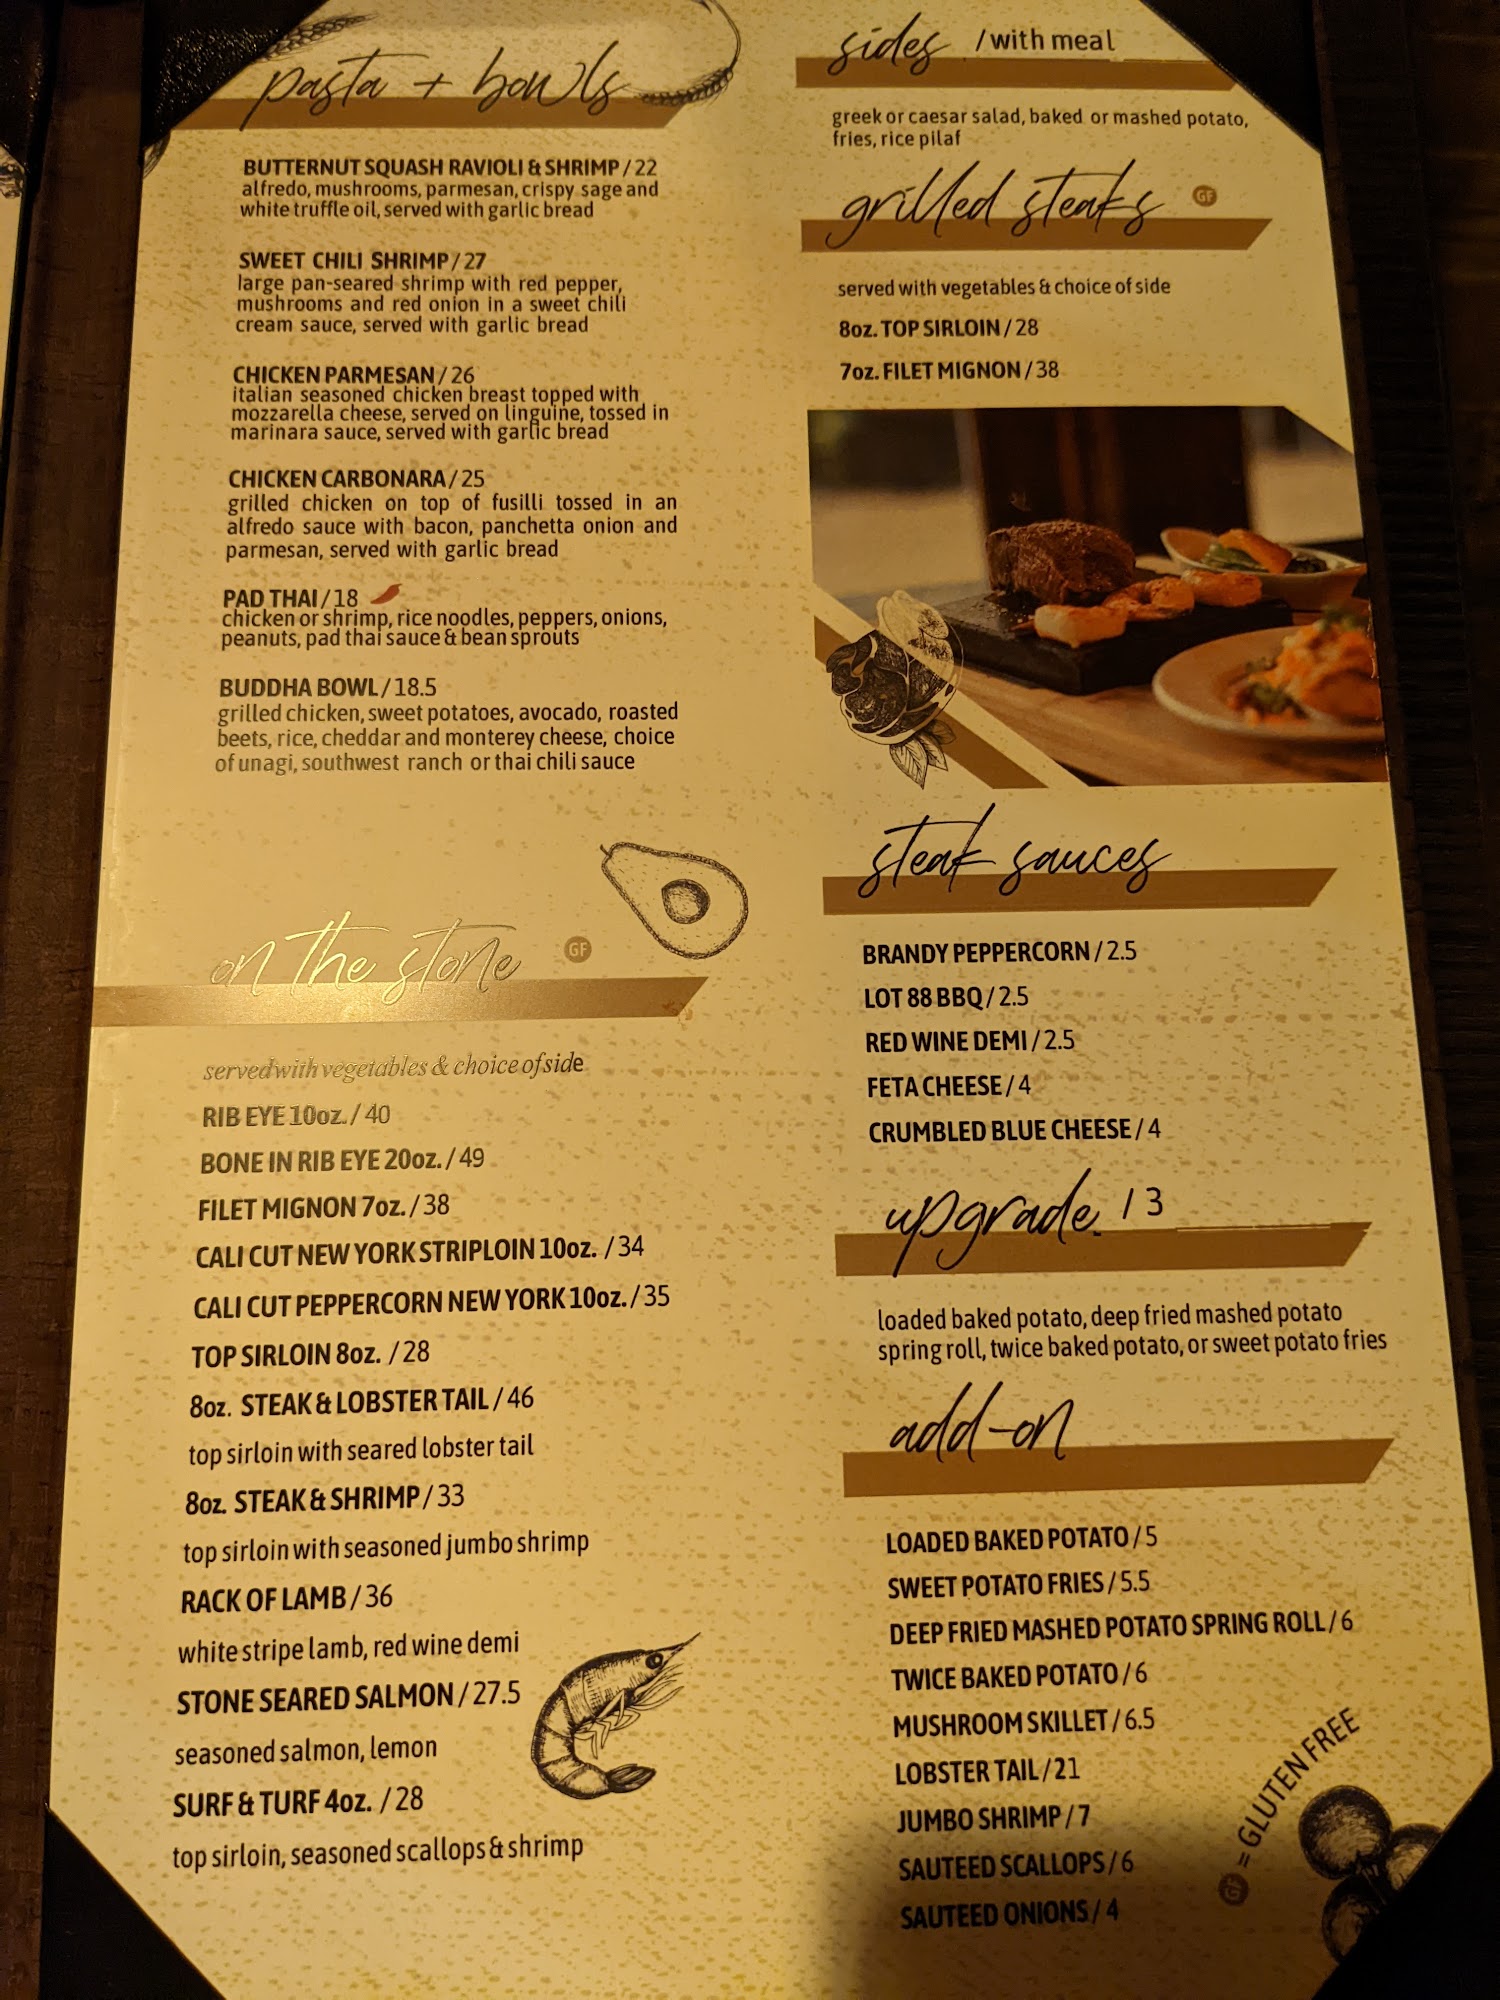 pasta + bowls
BUTTERNUT SQUASH RAVIOLI & SHRIMP / 22
alfredo, mushrooms, parmesan, crispy sage and
white truffle oil, served with garlic bread
SWEET CHILI SHRIMP / 27
large pan-seared shrimp with red pepper,
mushrooms and red onion in a sweet chili
cream sauce, served with garlic bread
CHICKEN PARMESAN / 26
italian seasoned chicken breast topped with
mozzarella cheese, served on linguine, tossed in
marinara sauce, served with garlic bread
CHICKEN CARBONARA / 25
grilled chicken on top of fusilli tossed in an
alfredo sauce with bacon, panchetta onion and
parmesan, served with garlic bread
PAD THAI / 18
chicken or shrimp, rice noodles, peppers, onions,
peanuts, pad thai sauce & bean sprouts
BUDDHA BOWL / 18.5
grilled chicken, sweet potatoes, avocado, roasted
beets, rice, cheddar and monterey cheese, choice
of unagi, southwest ranch or thai chili sauce
on the stone GF
served with vegetables & choice of side
RIB EYE 10oz. / 40
BONE IN RIB EYE 20oz. / 49
FILET MIGNON 7oz. / 38
CALI CUT NEW YORK STRIPLOIN 10oz. / 34
CALI CUT PEPPERCORN NEW YORK 10oz. / 35
TOP SIRLOIN 8oz. / 28
8oz. STEAK & LOBSTER TAIL / 46
top sirloin with seared lobster tail
8oz. STEAK & SHRIMP / 33
top sirloin with seasoned jumbo shrimp
RACK OF LAMB / 36
white stripe lamb, red wine demi
STONE SEARED SALMON / 27.5
seasoned salmon, lemon
SURF & TURF 4oz. / 28
top sirloin, seasoned scallops & shrimp
sides / with meal
greek or caesar salad, baked or mashed potato,
fries, rice pilaf
grilled steaks GF
served with vegetables & choice of side
8oz. TOP SIRLOIN / 28
7oz. FILET MIGNON / 38
steak sauces
BRANDY PEPPERCORN / 2.5
LOT 88 BBQ / 2.5
RED WINE DEMI / 2.5
FETA CHEESE / 4
CRUMBLED BLUE CHEESE / 4
upgrade / 3
loaded baked potato, deep fried mashed potato
spring roll, twice baked potato, or sweet potato fries
add-on
LOADED BAKED POTATO / 5
SWEET POTATO FRIES / 5.5
DEEP FRIED MASHED POTATO SPRING ROLL / 6
TWICE BAKED POTATO / 6
MUSHROOM SKILLET / 6.5
LOBSTER TAIL / 21
JUMBO SHRIMP / 7
SAUTEED SCALLOPS / 6
SAUTEED ONIONS / 4
GF = GLUTEN FREE